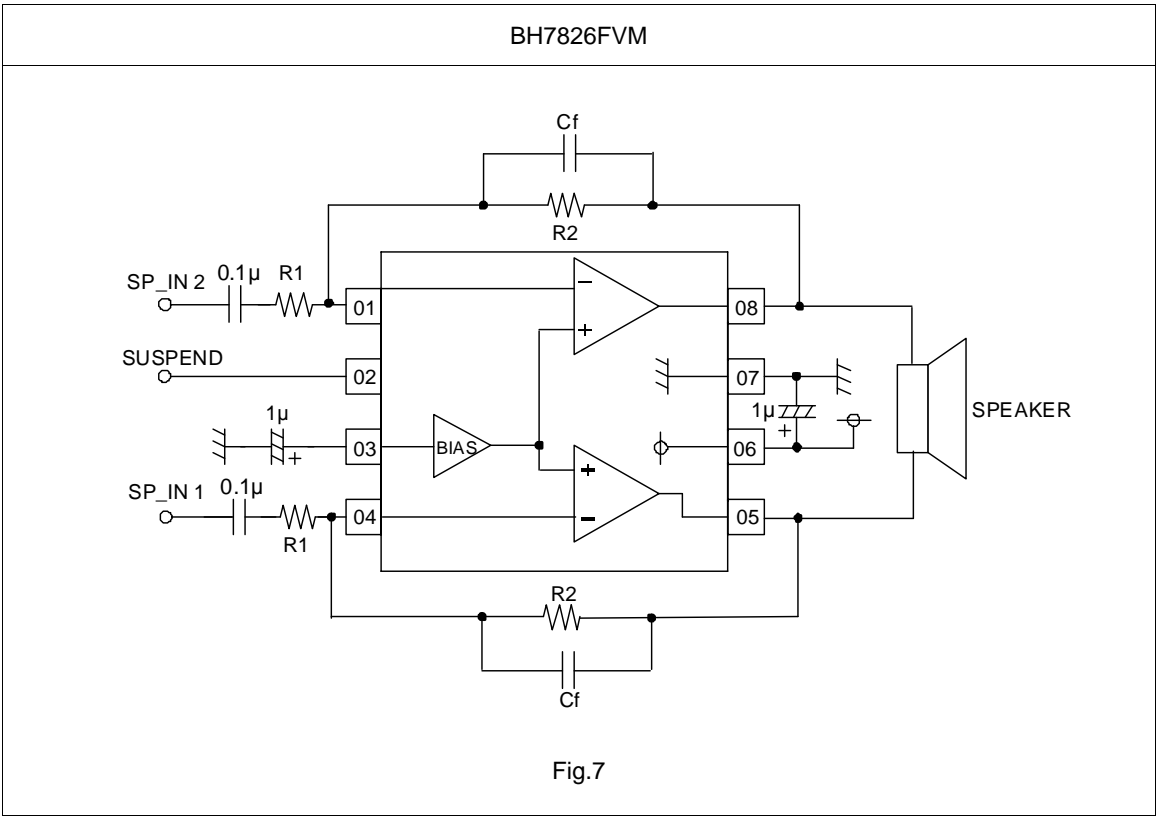 BH7826FVM
Cf
R2
SP_IN 2
0.1μ
R1
01
−
08
+
SUSPEND
02
07
1μ
1μ
+
SPEAKER
03
+
BIAS
06
SP_IN 1
0.1μ
+
04
−
05
R1
R2
Cf
Fig.7